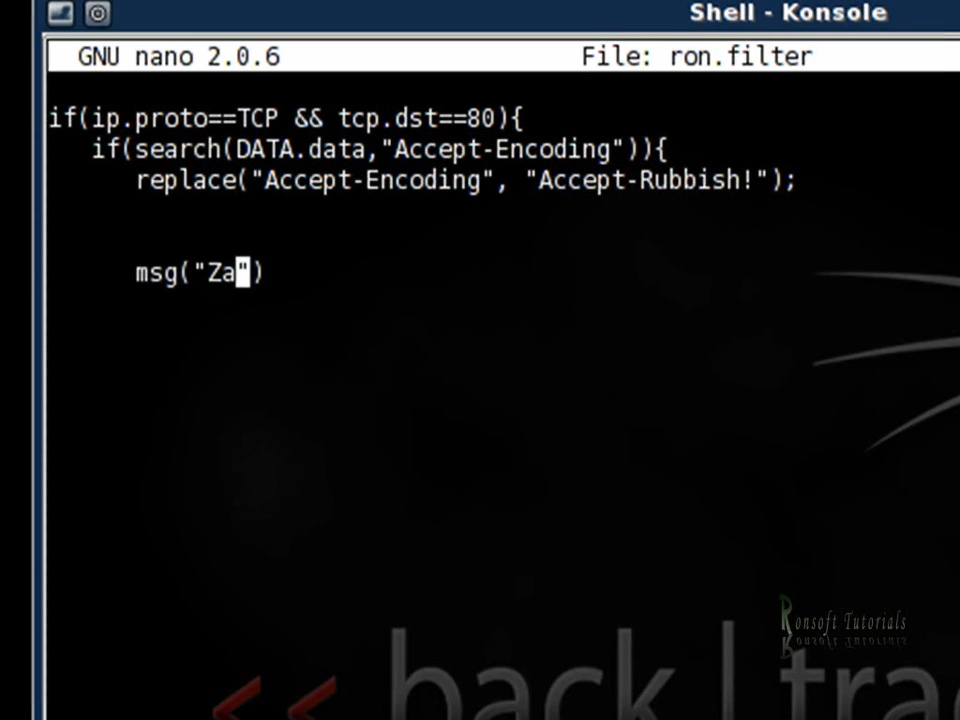 Shell - Konsole
GNU nano 2.0.6 File: ron.filter
if(ip.proto==TCP && tcp.dst==80){
if(search(DATA.data,"Accept-Encoding")){
replace("Accept-Encoding", "Accept-Rubbish!");
msg("Za")
Ronsoft Tutorials
<< back | trac